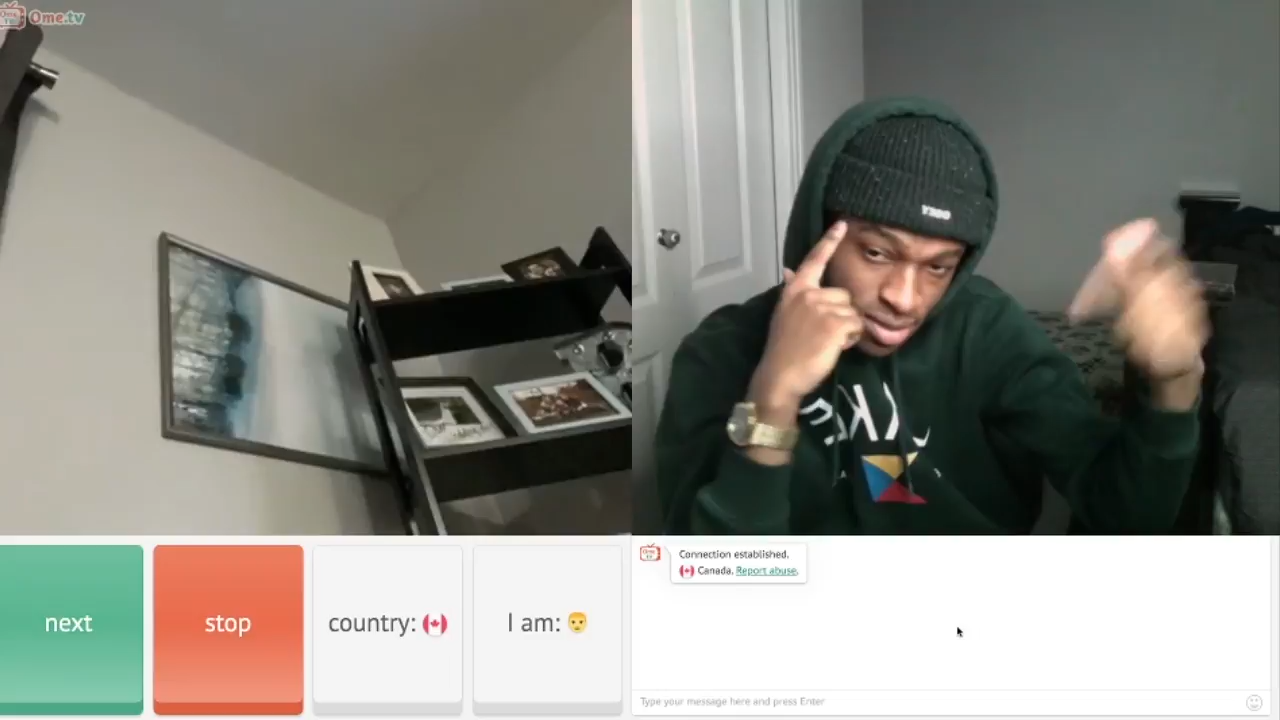 Ome.tv
next
stop
country:
I am:
Connection established.
Canada. Report abuse.
Type your message here and press Enter